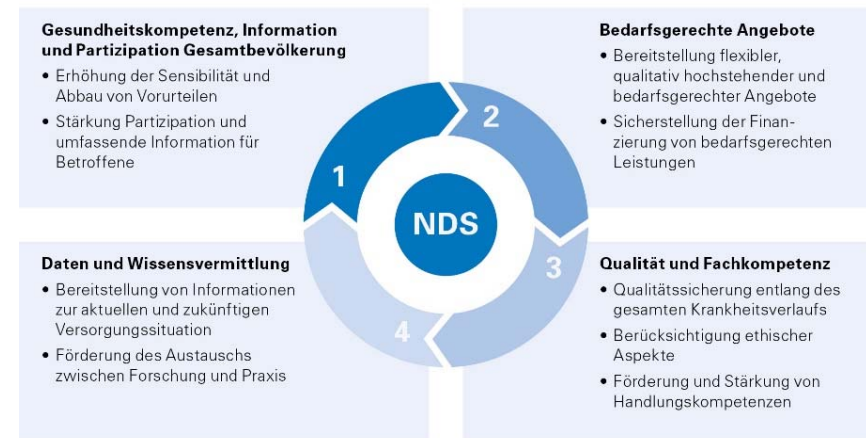 Gesundheitskompetenz, Information
und Partizipation Gesamtbevölkerung
• Erhöhung der Sensibilität und
Abbau von Vorurteilen
• Stärkung Partizipation und
umfassende Information für
Betroffene
1
Bedarfsgerechte Angebote
• Bereitstellung flexibler,
qualitativ hochstehender und
bedarfsgerechter Angebote
• Sicherstellung der Finan-
zierung von bedarfsgerechten
Leistungen
2
NDS
Qualität und Fachkompetenz
• Qualitätssicherung entlang des
gesamten Krankheitsverlaufs
• Berücksichtigung ethischer
Aspekte
• Förderung und Stärkung von
Handlungskompetenzen
3
Daten und Wissensvermittlung
• Bereitstellung von Informationen
zur aktuellen und zukünftigen
Versorgungssituation
• Förderung des Austauschs
zwischen Forschung und Praxis
4